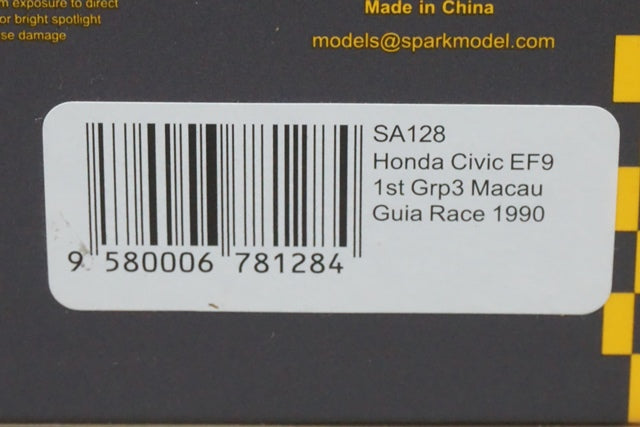 m exposure to direct
or bright spotlight
se damage
Made in China
models@sparkmodel.com
SA128
Honda Civic EF9
1st Grp3 Macau
Guia Race 1990
9 580006 781284